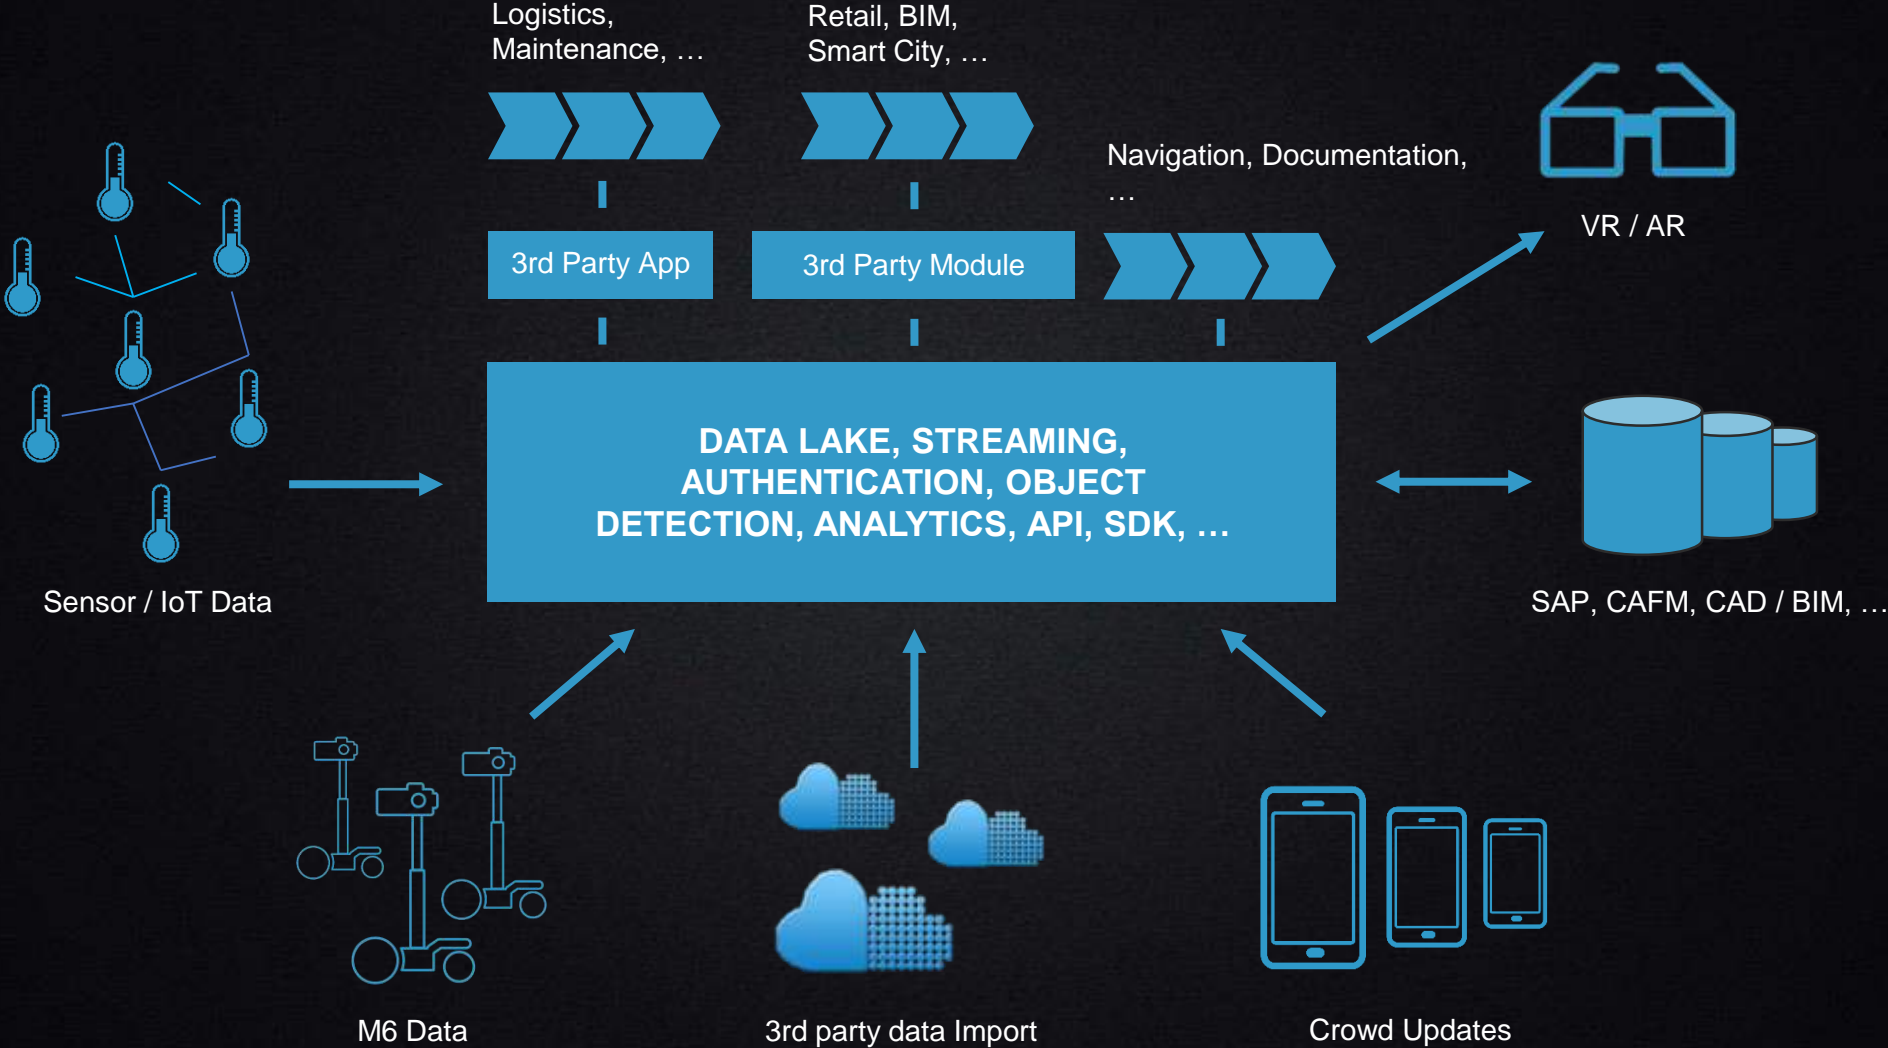 Logistics,
Maintenance, …
Retail, BIM,
Smart City, …
Navigation, Documentation,
…
VR / AR
3rd Party App
3rd Party Module
DATA LAKE, STREAMING,
AUTHENTICATION, OBJECT
DETECTION, ANALYTICS, API, SDK, …
Sensor / IoT Data
SAP, CAFM, CAD / BIM, …
M6 Data
3rd party data Import
Crowd Updates